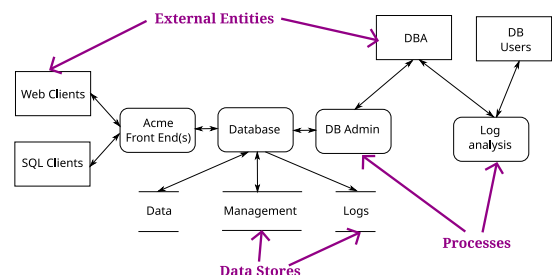 External Entities
DBA
DB
Users
Web Clients
Acme
Front End(s)
Database
DB Admin
Log
analysis
SQL Clients
Data
Management
Logs
Processes
Data Stores